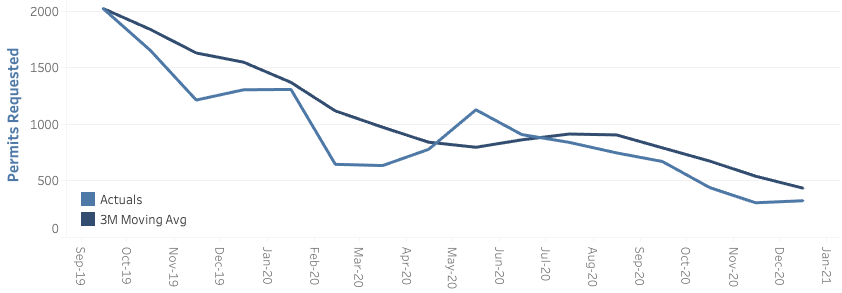 Permits Requested
2000
1500
1000
500
0
Actuals
3M Moving Avg
Sep-19
Oct-19
Nov-19
Dec-19
Jan-20
Feb-20
Mar-20
Apr-20
May-20
Jun-20
Jul-20
Aug-20
Sep-20
Oct-20
Nov-20
Dec-20
Jan-21